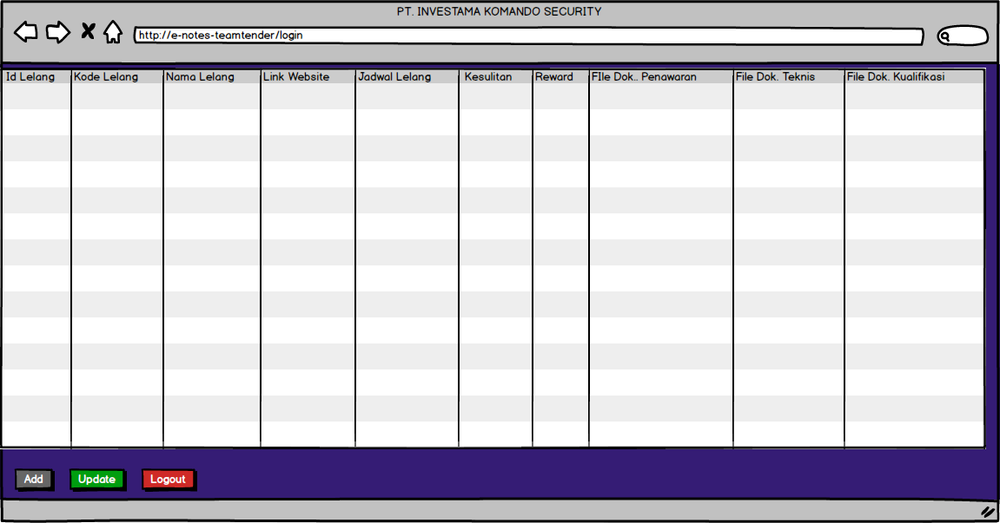 PT. INVESTAMA KOMANDO SECURITY
http://e-notes-teamtender/login
Id Lelang Kode Lelang Nama Lelang Link Website Jadwal Lelang Kesulitan Reward FIle Dok.. Penawaran File Dok. Teknis File Dok. Kualifikasi
Add Update Logout